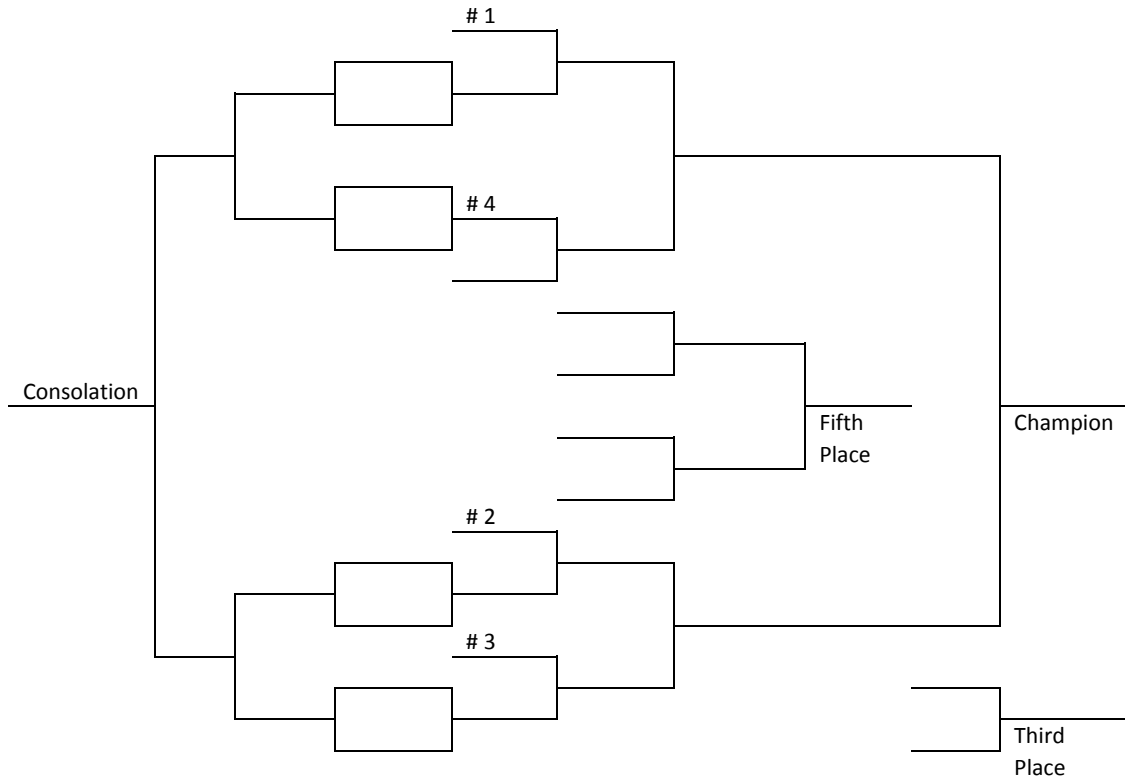 # 1
# 4
Consolation
Fifth
Place
Champion
# 2
# 3
Third
Place